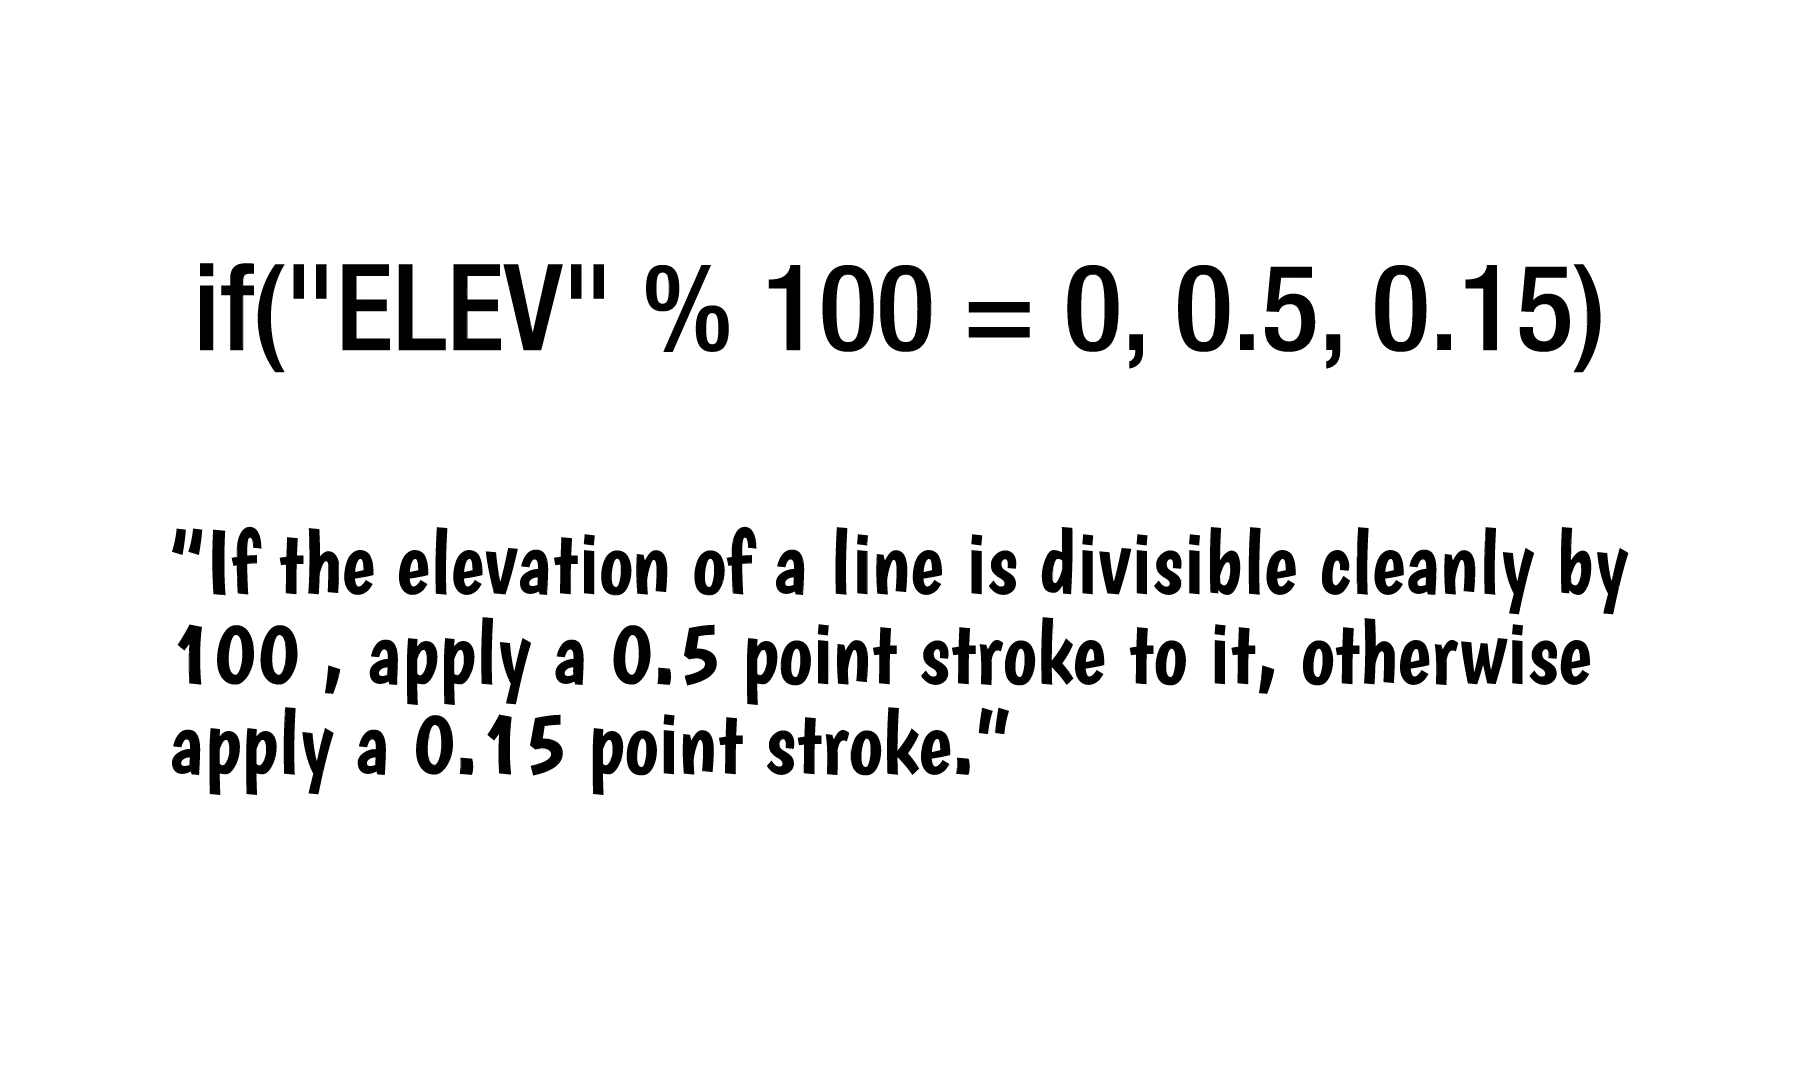 if("ELEV" % 100 = 0, 0.5, 0.15)
“If the elevation of a line is divisible cleanly by
100 , apply a 0.5 point stroke to it, otherwise
apply a 0.15 point stroke.”